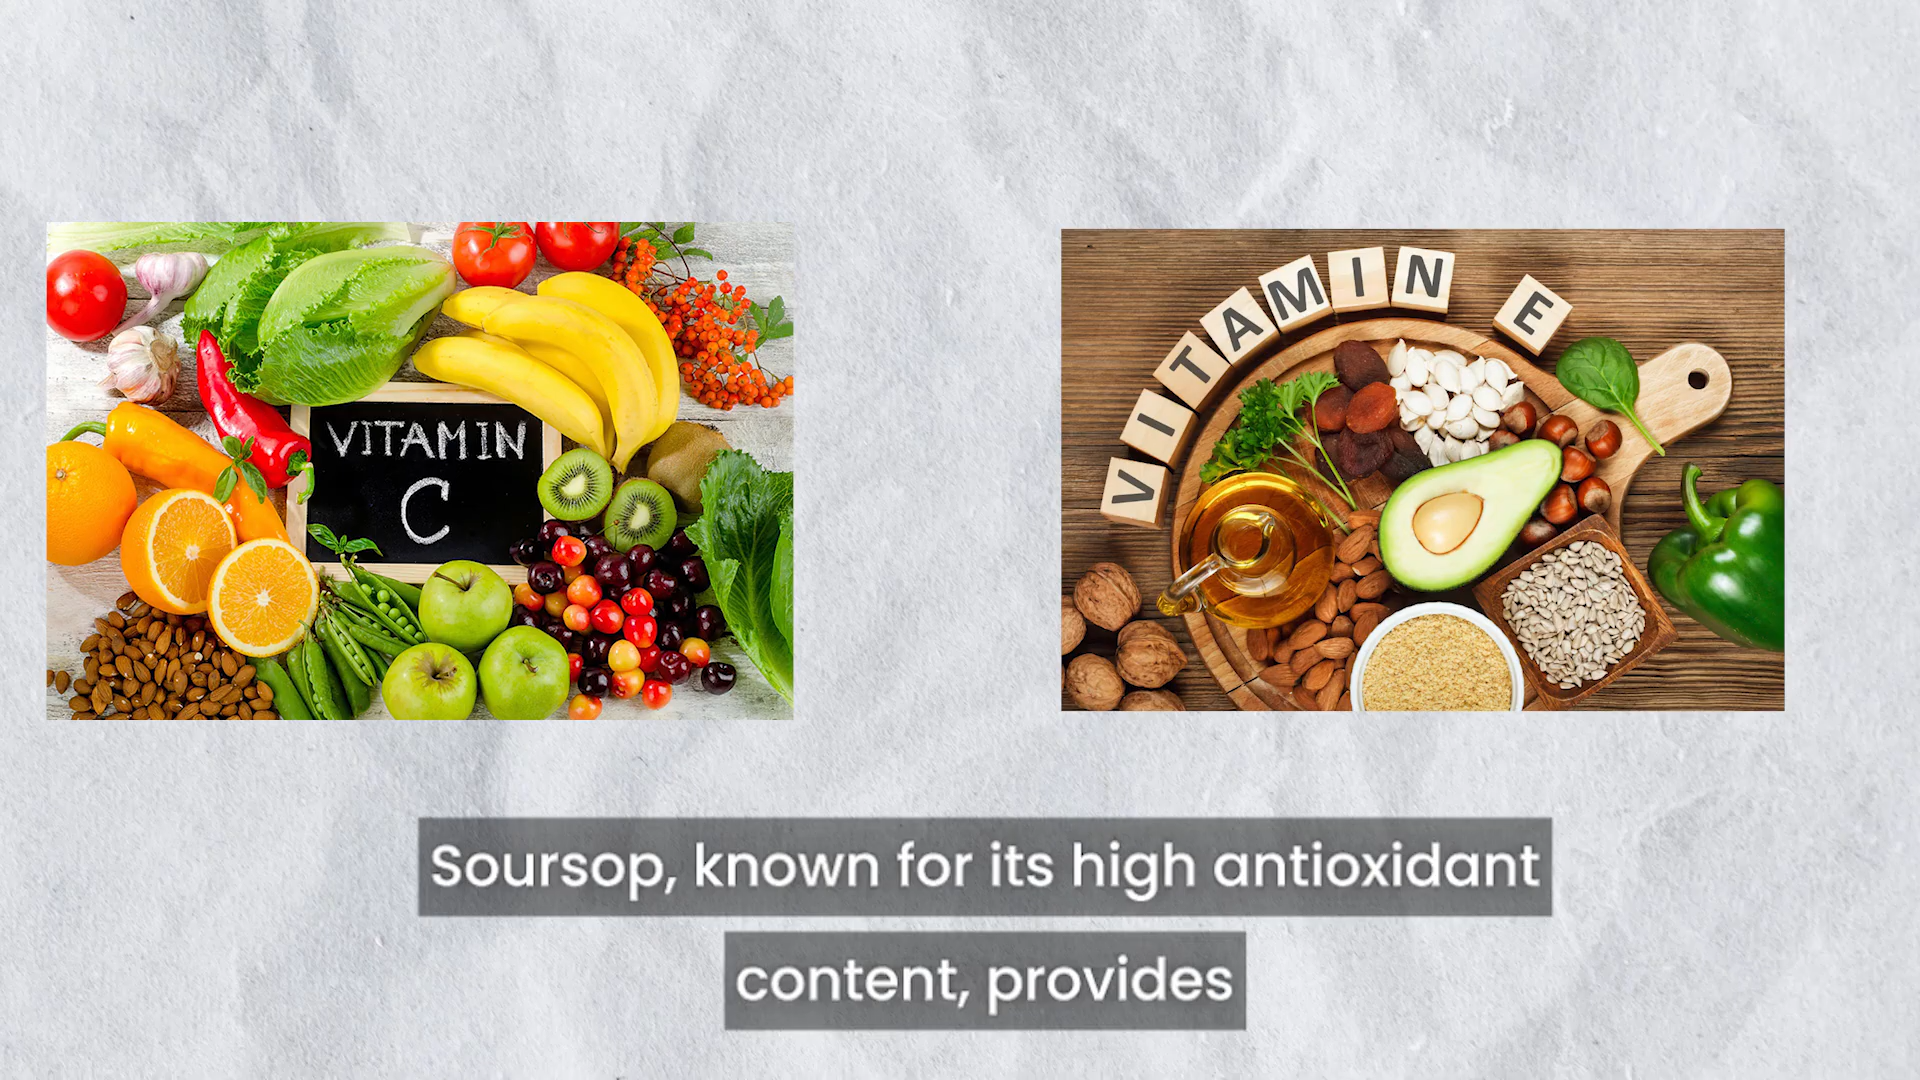 VITAMIN
C
VITAMIN E
Soursop, known for its high antioxidant
content, provides